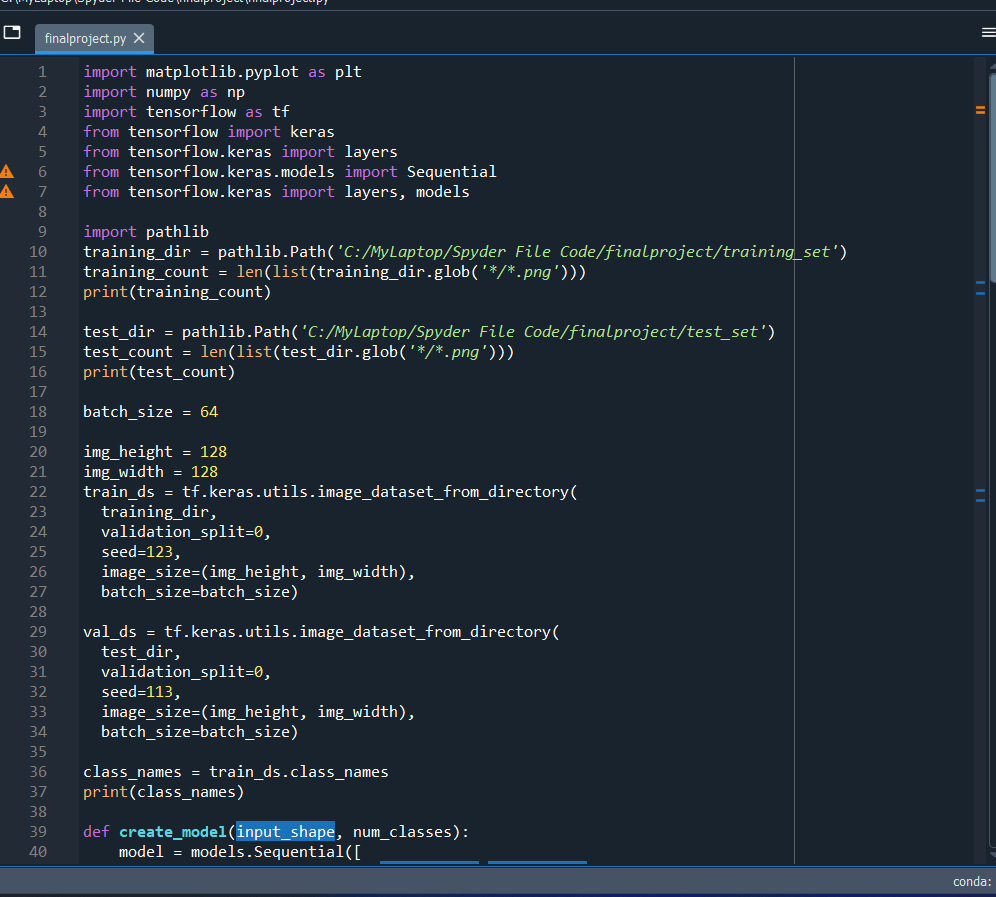 finalproject.py
1 import matplotlib.pyplot as plt
2 import numpy as np
3 import tensorflow as tf
4 from tensorflow import keras
5 from tensorflow.keras import layers
6 from tensorflow.keras.models import Sequential
7 from tensorflow.keras import layers, models
8
9 import pathlib
10 training_dir = pathlib.Path('C:/MyLaptop/Spyder File Code/finalproject/training_set')
11 training_count = len(list(training_dir.glob('*/*.png')))
12 print(training_count)
13
14 test_dir = pathlib.Path('C:/MyLaptop/Spyder File Code/finalproject/test_set')
15 test_count = len(list(test_dir.glob('*/*.png')))
16 print(test_count)
17
18 batch_size = 64
19
20 img_height = 128
21 img_width = 128
22 train_ds = tf.keras.utils.image_dataset_from_directory(
23   training_dir,
24   validation_split=0,
25   seed=123,
26   image_size=(img_height, img_width),
27   batch_size=batch_size)
28
29 val_ds = tf.keras.utils.image_dataset_from_directory(
30   test_dir,
31   validation_split=0,
32   seed=113,
33   image_size=(img_height, img_width),
34   batch_size=batch_size)
35
36 class_names = train_ds.class_names
37 print(class_names)
38
39 def create_model(input_shape, num_classes):
40     model = models.Sequential([
conda: